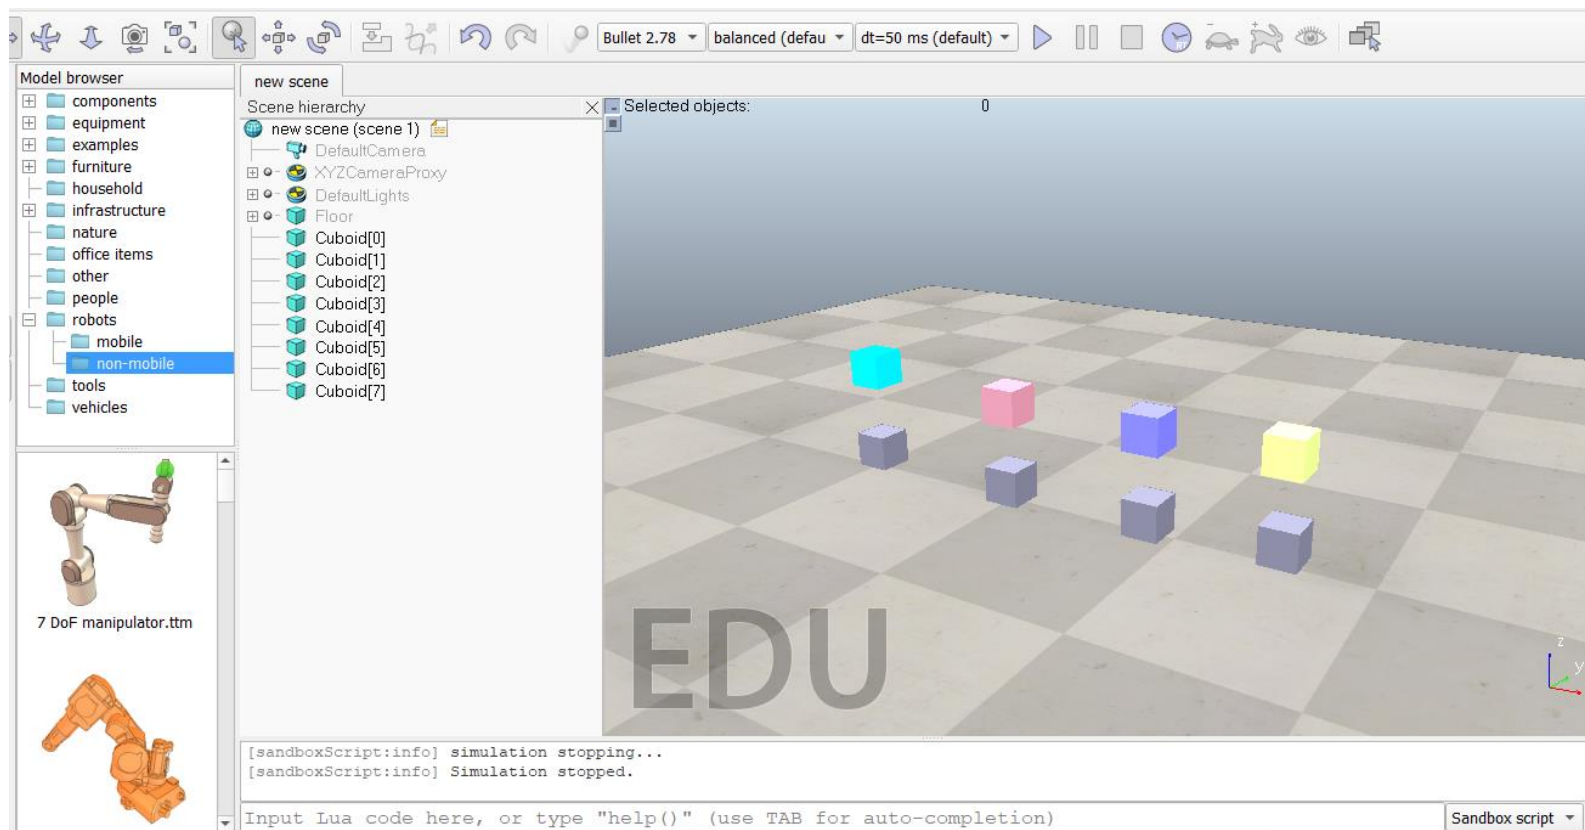 Bullet 2.78
balanced (defau
dt=50 ms (default)
Model browser
components
equipment
examples
furniture
household
infrastructure
nature
office items
other
people
robots
mobile
non-mobile
tools
vehicles
7 DoF manipulator.ttm
new scene
Scene hierarchy
new scene (scene 1)
DefaultCamera
XYZCameraProxy
DefaultLights
Floor
Cuboid[0]
Cuboid[1]
Cuboid[2]
Cuboid[3]
Cuboid[4]
Cuboid[5]
Cuboid[6]
Cuboid[7]
Selected objects: 0
EDU
z
y
[sandboxScript:info] simulation stopping...
[sandboxScript:info] Simulation stopped.
Input Lua code here, or type "help()" (use TAB for auto-completion)
Sandbox script